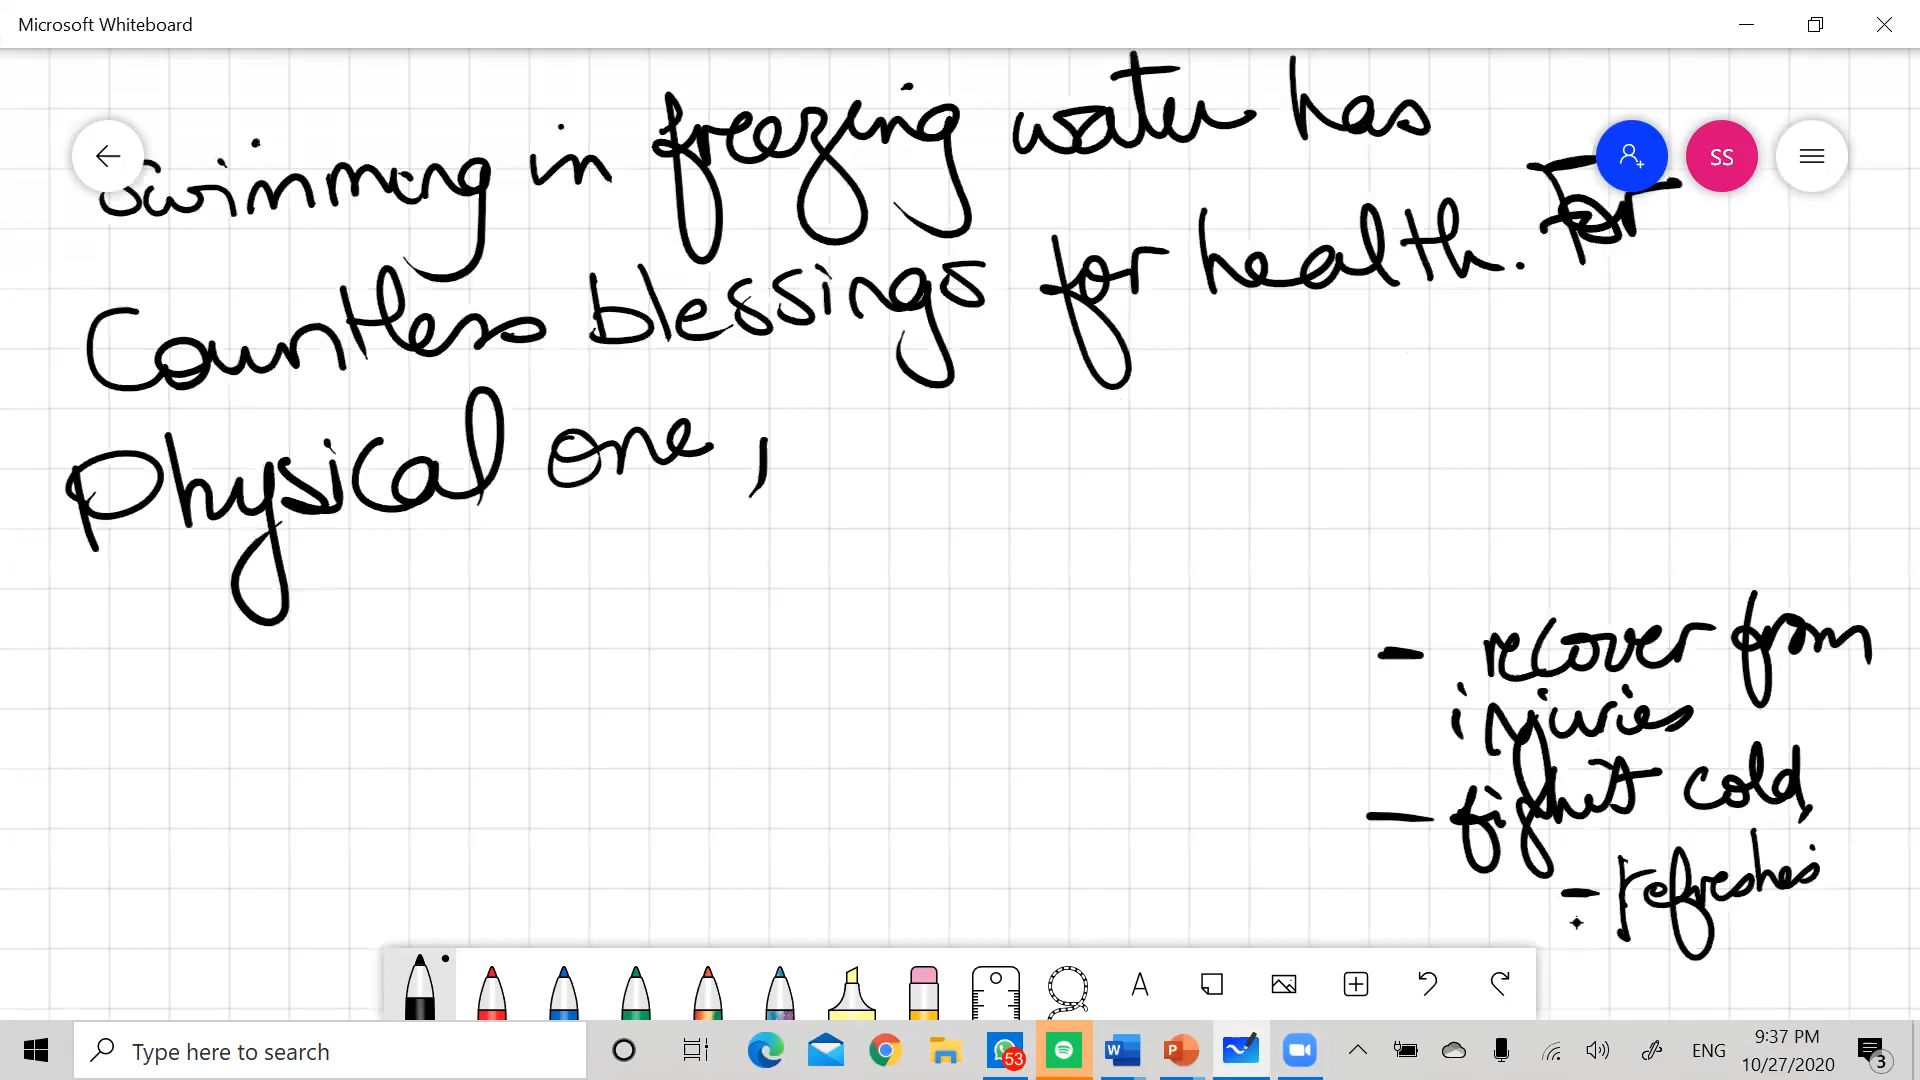 Microsoft Whiteboard
Swimming in freezing water has
Countless blessings for health. For
Physical one,
SS
- recover from
injuries
- fights cold,
- refreshes
A
Type here to search
53
W
P
ENG
9:37 PM
10/27/2020
3